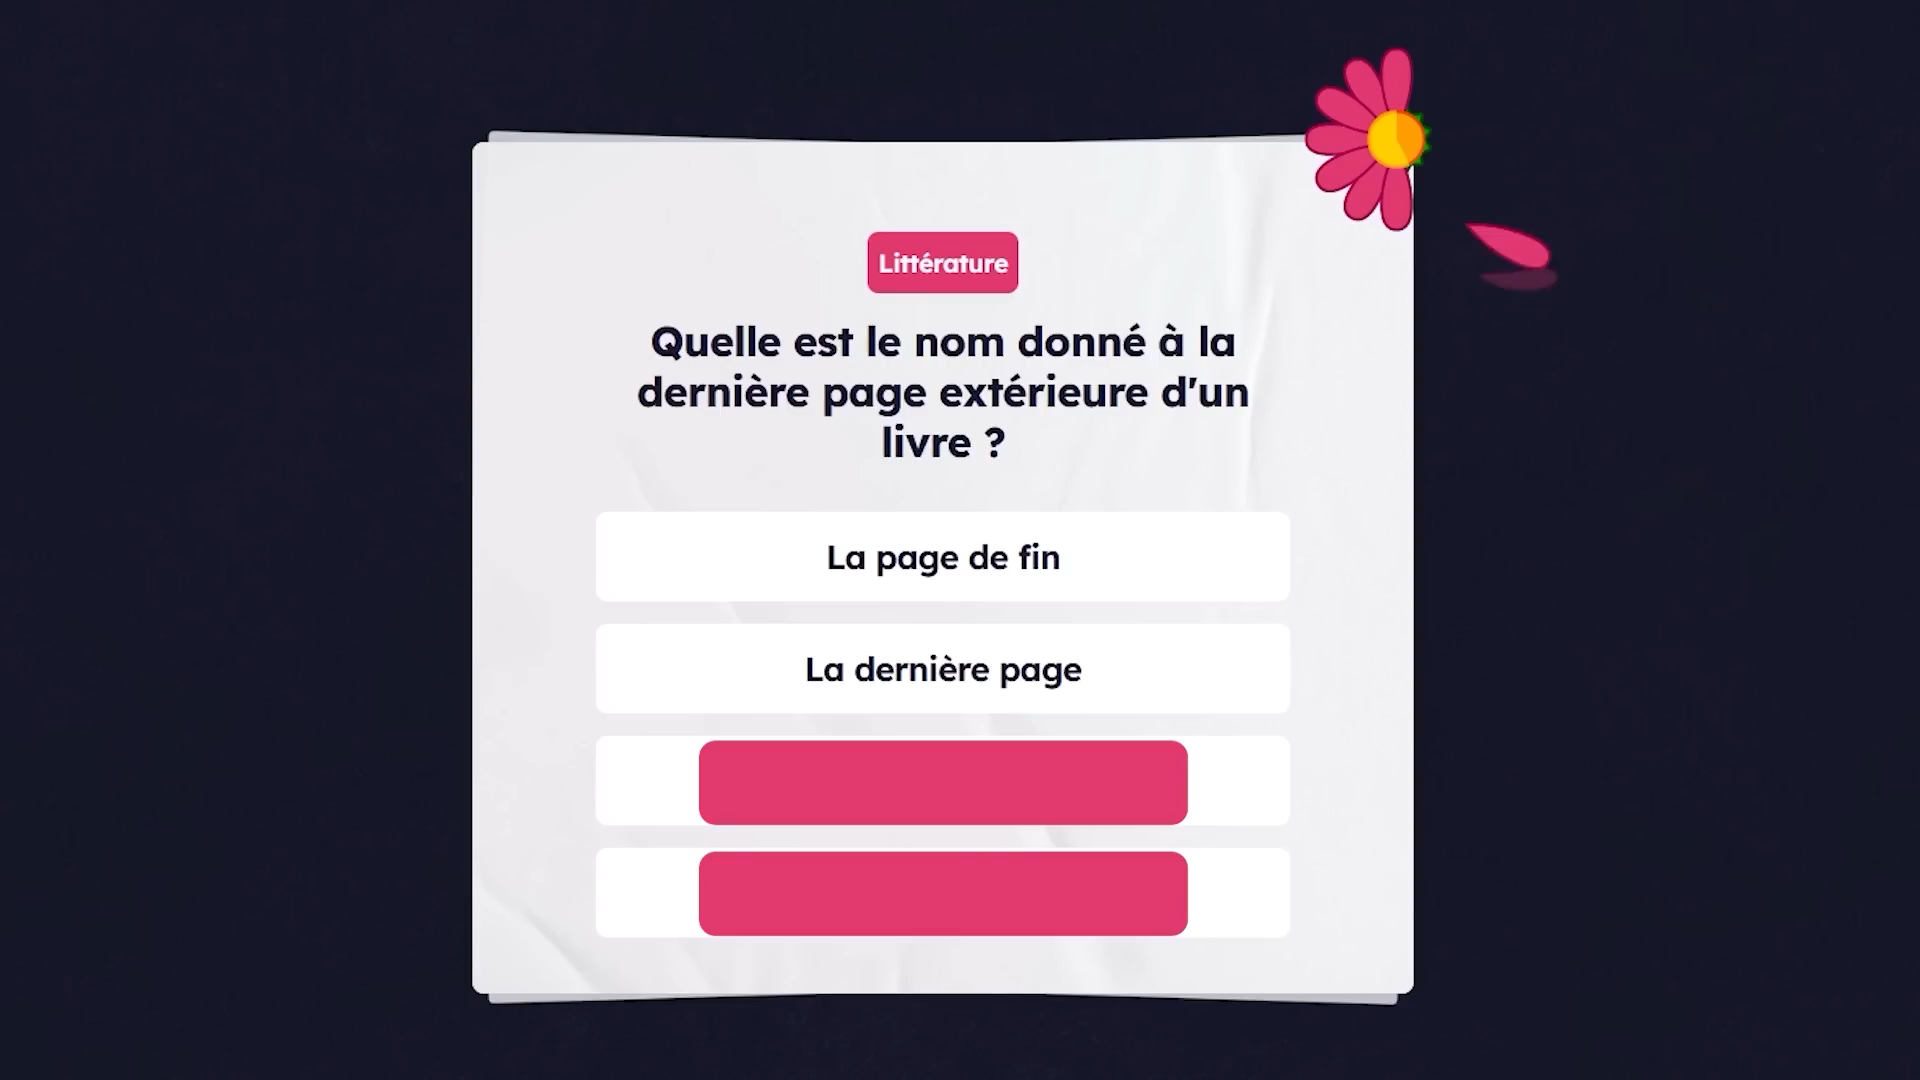 Littérature
Quelle est le nom donné à la
dernière page extérieure d'un
livre ?
La page de fin
La dernière page